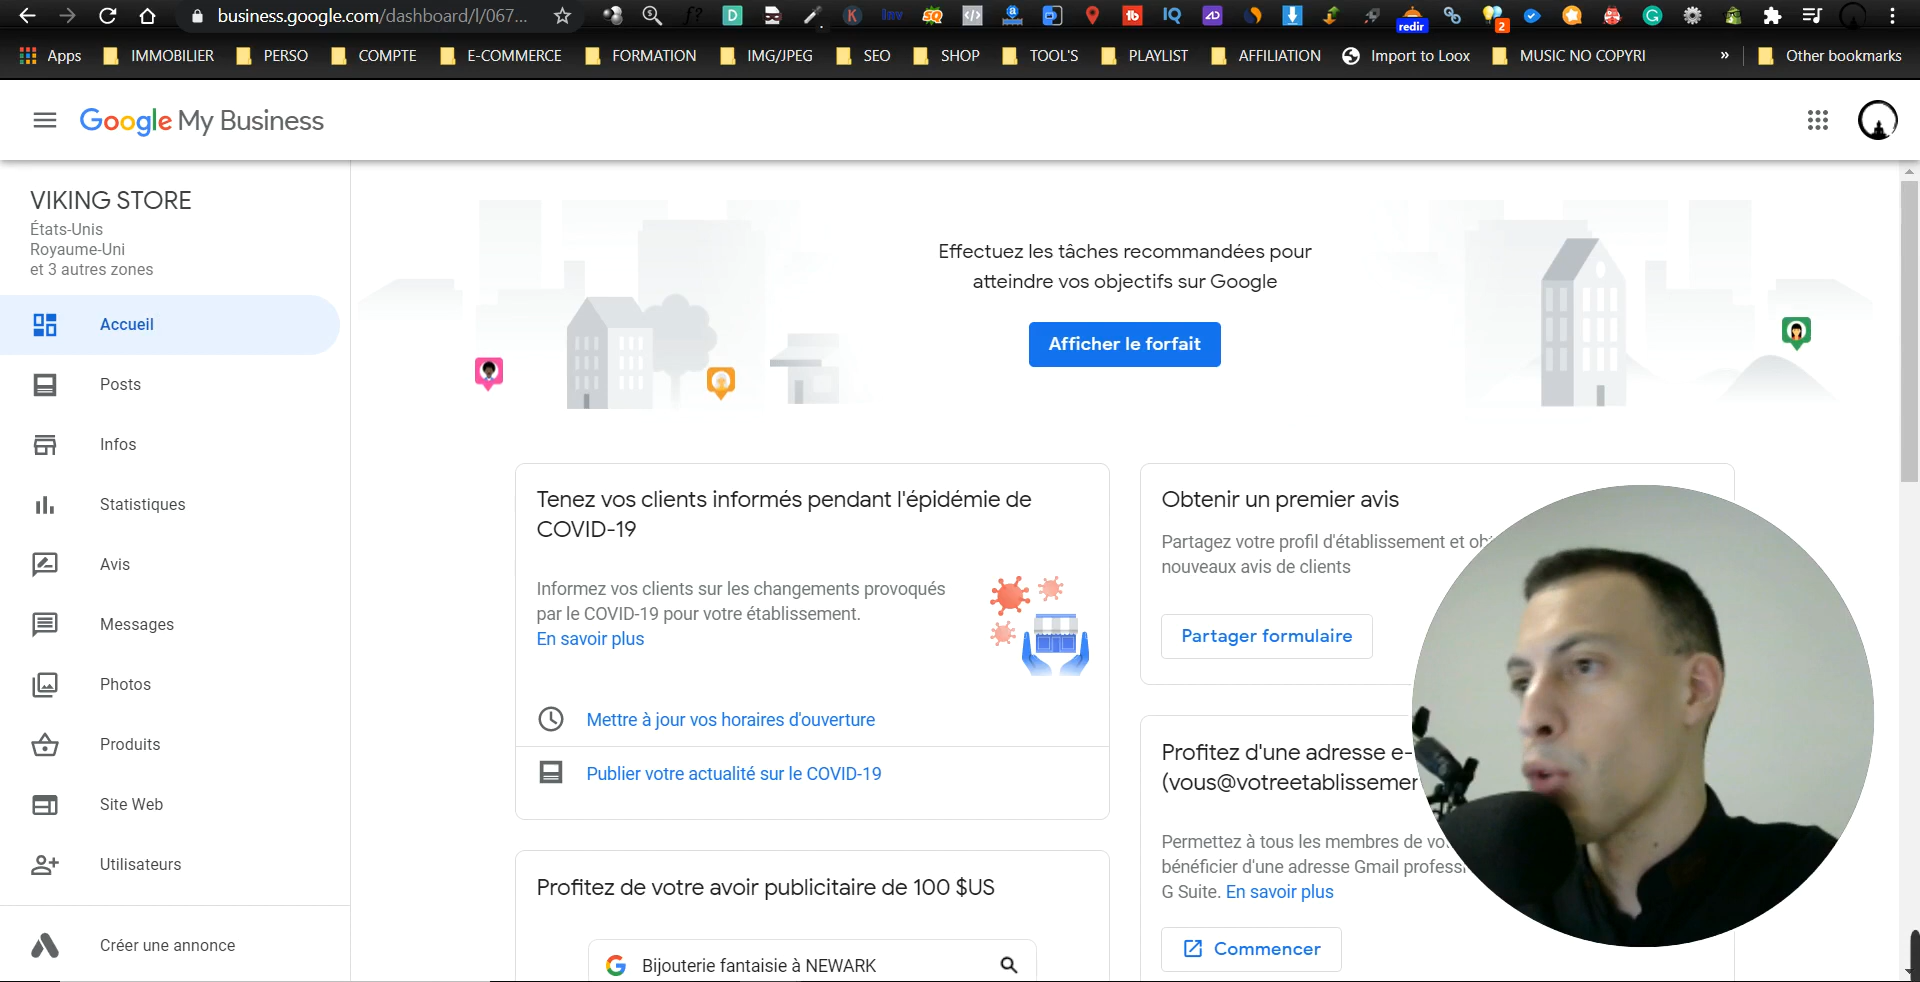 business.google.com/dashboard/l/067...
redir
2
Apps
IMMOBILIER
PERSO
COMPTE
E-COMMERCE
FORMATION
IMG/JPEG
SEO
SHOP
TOOL'S
PLAYLIST
AFFILIATION
Import to Loox
MUSIC NO COPYRI
»
Other bookmarks
Google My Business
VIKING STORE
États-Unis
Royaume-Uni
et 3 autres zones
Accueil
Posts
Infos
Statistiques
Avis
Messages
Photos
Produits
Site Web
Utilisateurs
Créer une annonce
Effectuez les tâches recommandées pour
atteindre vos objectifs sur Google
Afficher le forfait
Tenez vos clients informés pendant l'épidémie de
COVID-19
Informez vos clients sur les changements provoqués
par le COVID-19 pour votre établissement.
En savoir plus
Mettre à jour vos horaires d'ouverture
Publier votre actualité sur le COVID-19
Profitez de votre avoir publicitaire de 100 $US
Bijouterie fantaisie à NEWARK
Obtenir un premier avis
Partagez votre profil d'établissement et
nouveaux avis de clients
Partager formulaire
Profitez d'une adresse e-
(vous@votreetablissemen
Permettez à tous les membres de
bénéficier d'une adresse Gmail
G Suite. En savoir plus
Commencer